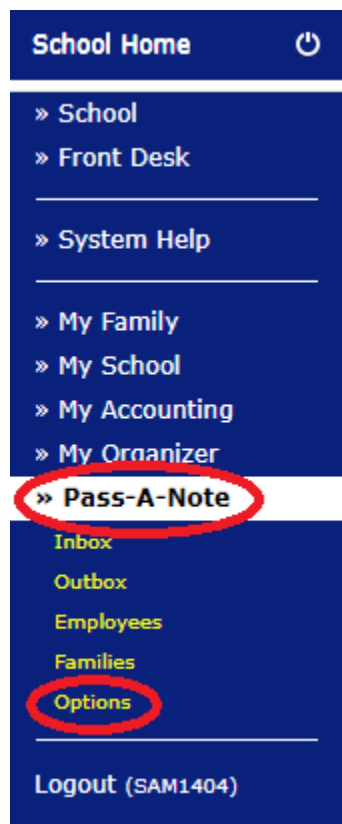 School Home
» School
» Front Desk
» System Help
» My Family
» My School
» My Accounting
» My Organizer
» Pass-A-Note
Inbox
Outbox
Employees
Families
Options
Logout (SAM1404)